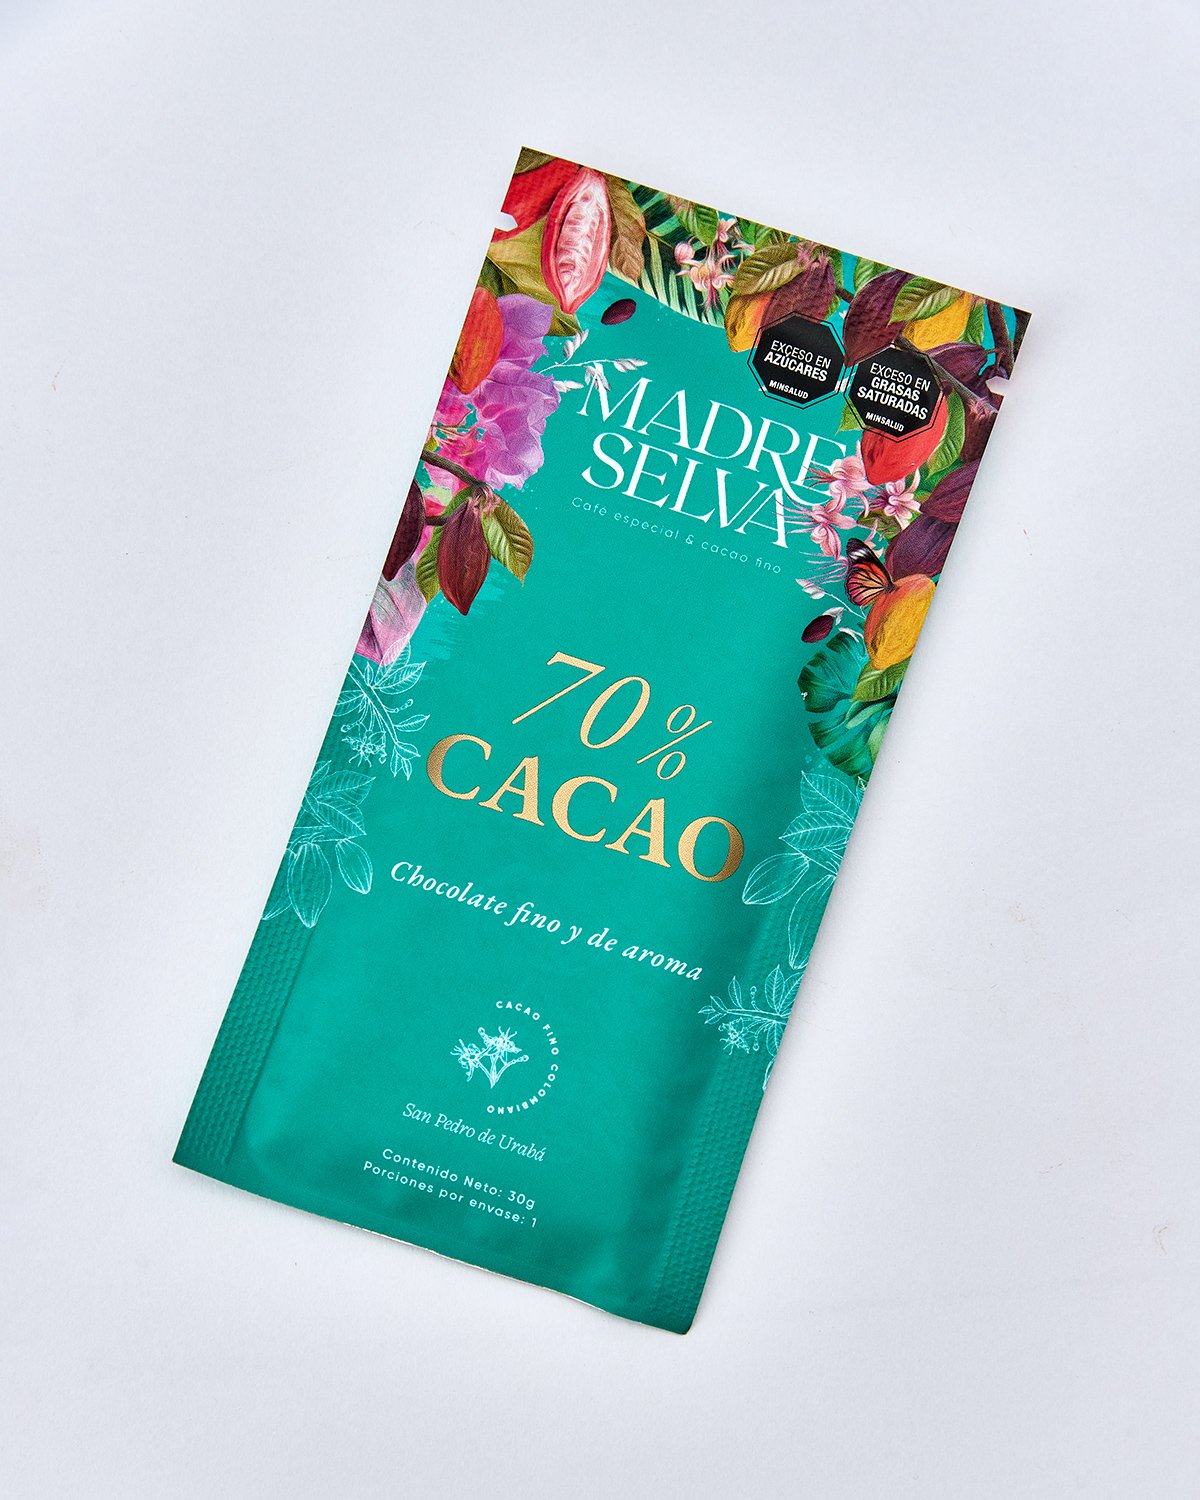 EXCESO EN
AZÚCARES
MINSALUD
EXCESO EN
GRASAS
SATURADAS
MINSALUD
MADRE
SELVA
Café especial & cacao fino
70%
CACAO
Chocolate fino y de aroma
CACAO FINO COLOMBIANO
San Pedro de Urabá
Contenido Neto: 30g
Porciones por envase: 1